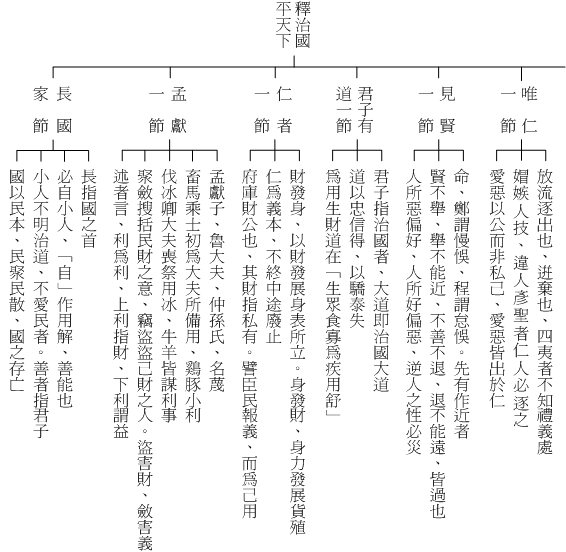 釋治國
平天下
唯仁
一節
放流逐出也、迸棄也、四夷者不知禮義處
媢嫉人技、違人彥聖者仁人必逐之
愛惡以公而非私己、愛惡皆出於仁
見賢
一節
命、鄭謂慢悞、程謂怠悞。先有作近者
賢不舉、舉不能近、不善不退、退不能遠、皆過也
人所惡偏好、人所好偏惡、逆人之性必災
君子有
道一節
君子指治國者、大道即治國大道
道以忠信得、以驕泰失
爲用生財道在「生眾食寡爲疾用舒」
仁者
一節
財發身、以財發展身表所立。身發財、身力發展貨殖
仁爲義本、不終中途廢止
府庫財公也、其財指私有。譬臣民報義、而爲己用
孟獻
一節
孟獻子、魯大夫、仲孫氏、名蔑
畜馬乘士初爲大夫所備用、鷄豚小利
伐冰卿大夫喪祭用冰、牛羊皆謀利事
聚斂搜括民財之意、竊盜盜己財之人。盜害財、斂害義
述者言、利爲利、上利指財、下利謂益
長國
家節
長指國之首
必自小人、「自」作用解、善能也
小人不明治道、不愛民者。善者指君子
國以民本、民聚民散、國之存亡